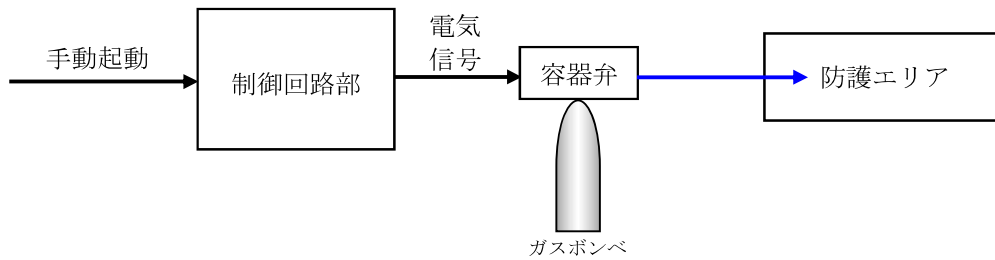 手動起動
制御回路部
電気
信号
容器弁
防護エリア
ガスボンベ